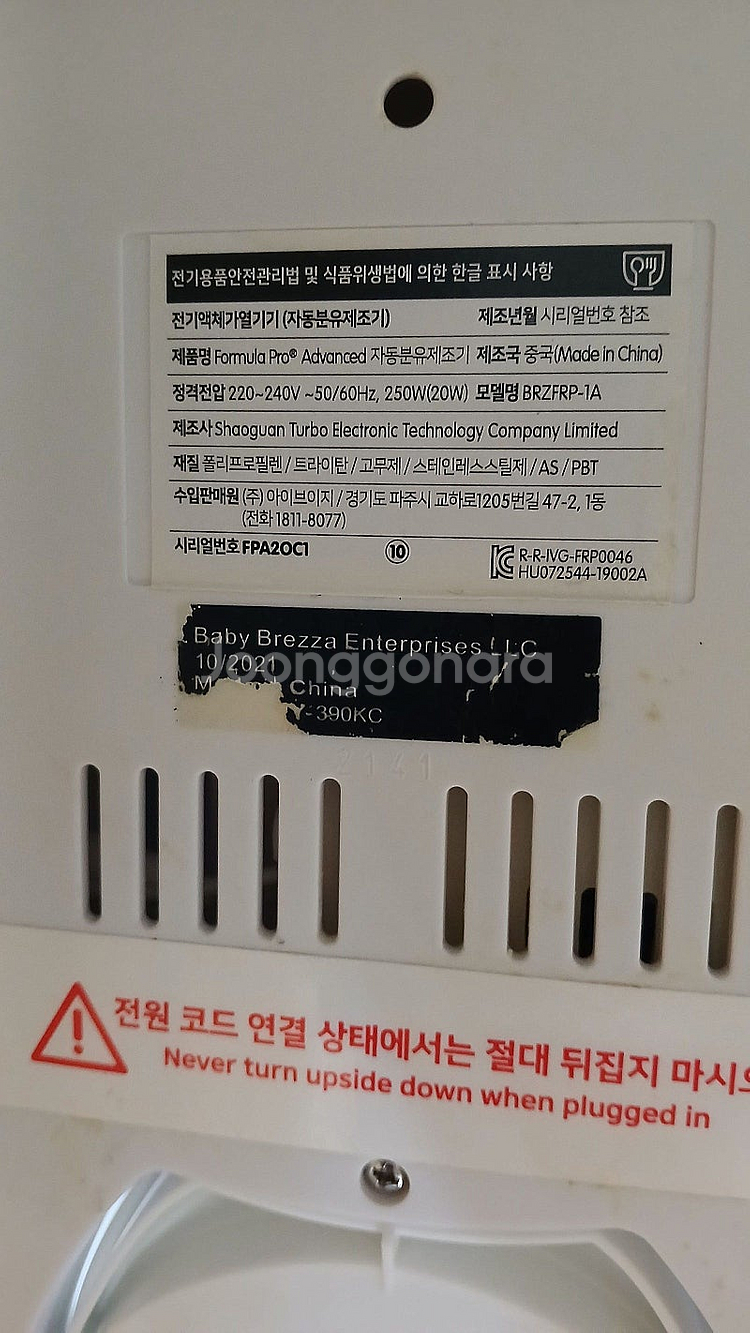 전기용품안전관리법 및 식품위생법에 의한 한글 표시 사항
전기액체가열기기 (자동분유제조기) 제조년월 시리얼번호 참조
제품명 Formula Pro® Advanced 자동분유제조기 제조국 중국(Made in China)
정격전압 220~240V ~50/60Hz, 250W(20W) 모델명 BRZFRP-1A
제조사 Shaoguan Turbo Electronic Technology Company Limited
재질 폴리프로필렌 / 트라이탄 / 고무제 / 스테인레스스틸제 / AS / PBT
수입판매원 (주) 아이브이지 / 경기도 파주시 교하로1205번길 47-2, 1동
(전화 1811-8077)
시리얼번호 FPA20C1 ⑩ R-R-IVG-FRP0046
HU072544-19002A
Baby Brezza Enterprises LLC
10/2021
Joonggonara
China
-390KC
2141
전원 코드 연결 상태에서는 절대 뒤집지 마시오
Never turn upside down when plugged in